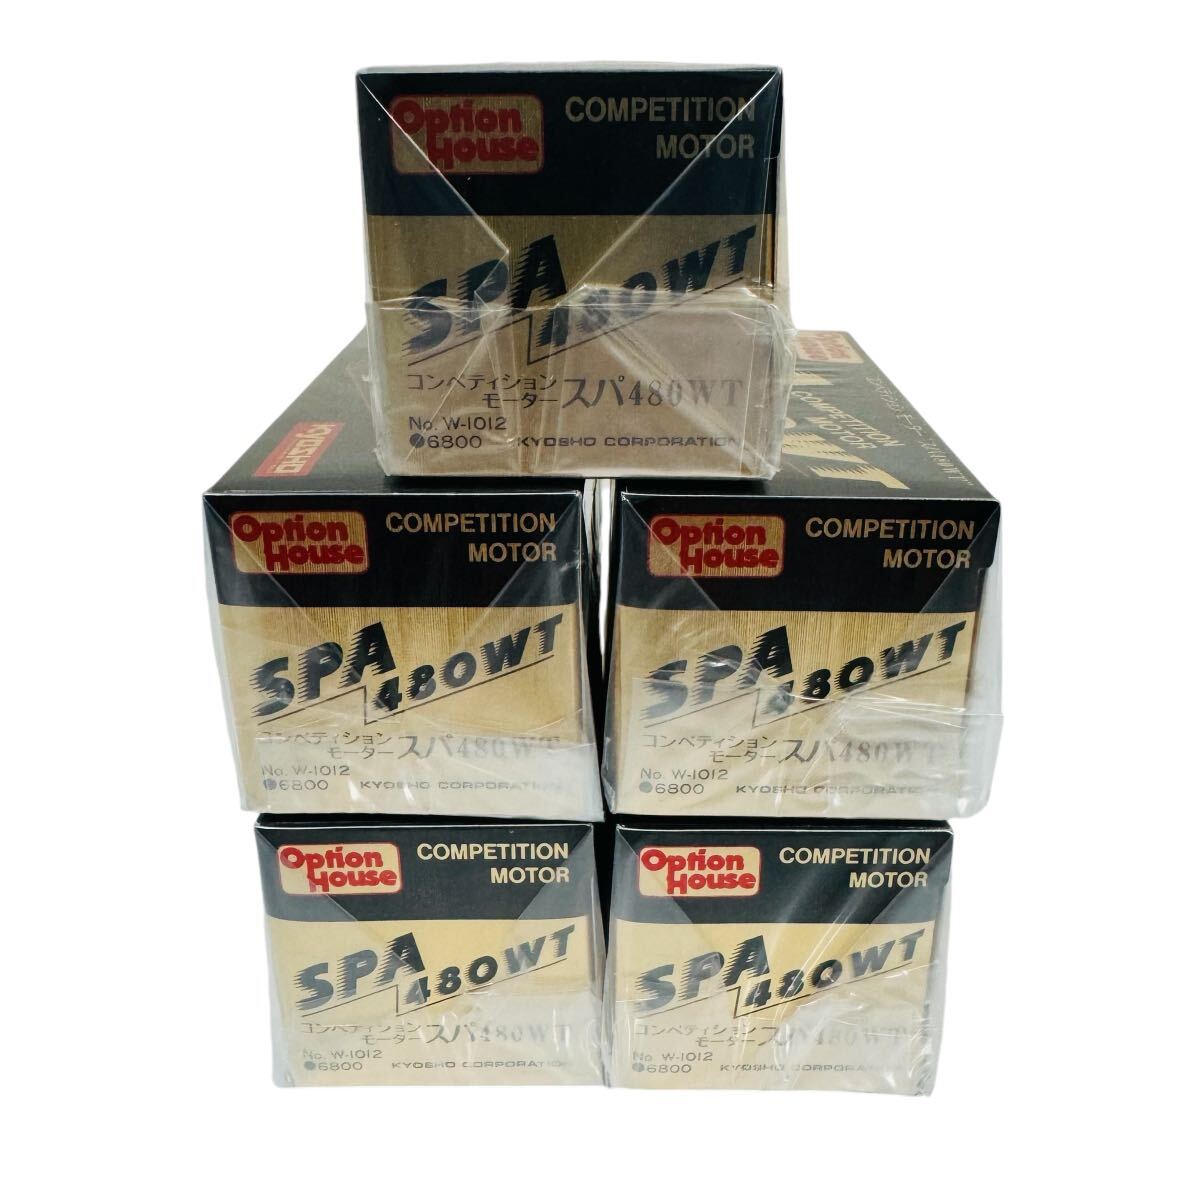 Option
House
COMPETITION
MOTOR
SPA
480WT
コンペティション
モーター スパ480WT
No. W-1012
6800 KYOSHO CORPORATION
KYOSHO
Option
House
COMPETITION
MOTOR
WT
Option
House
COMPETITION
MOTOR
SPA
480WT
コンペティション
モーター スパ480WT
No. W-1012
6800 KYOSHO CORPORATION
Option
House
COMPETITION
MOTOR
SPA
480WT
コンペティション
モーター スパ480WT
No. W-1012
6800 KYOSHO CORPORATION
Option
House
COMPETITION
MOTOR
SPA
480WT
コンペティション
モーター スパ480WT
No. W-1012
6800 KYOSHO CORPORATION
Option
House
COMPETITION
MOTOR
SPA
480WT
コンペティション
モーター スパ480WT
No. W-1012
6800 KYOSHO CORPORATION